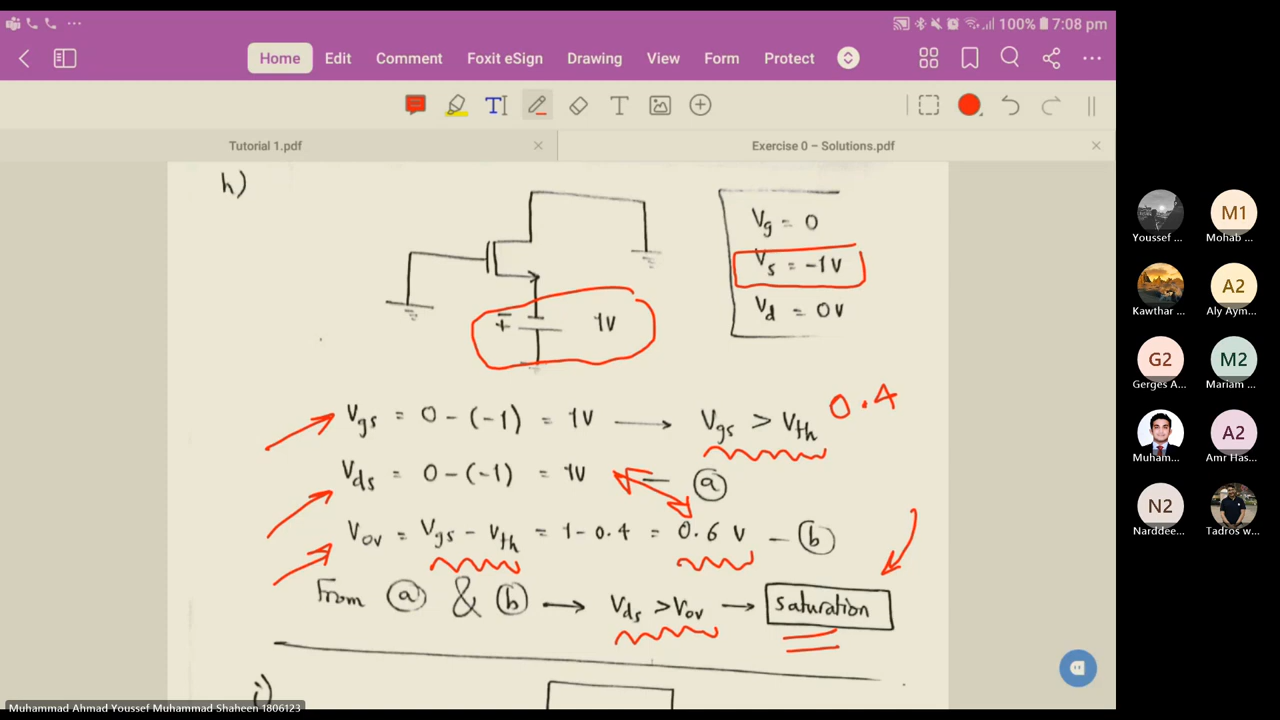 100% 7:08 pm
Home Edit Comment Foxit eSign Drawing View Form Protect
Tutorial 1.pdf
Exercise 0 – Solutions.pdf
h)
Vg = 0
Vs = -1V
Vd = 0V
- +
1V
0.4
Vgs = 0-(-1) = 1V → Vgs > Vth
Vds = 0-(-1) = 1V — ⓐ
Vov = Vgs - Vth = 1-0.4 = 0.6 V — ⓑ
From ⓐ & ⓑ → Vds >Vov → saturation
i)
Youssef ...
M1
Mohab ...
Kawthar ...
A2
Aly Aym...
G2
Gerges A...
M2
Mariam ...
Muham...
A2
Amr Has...
N2
Narddee...
Tadros w...
Muhammad Ahmad Youssef Muhammad Shaheen 1806123